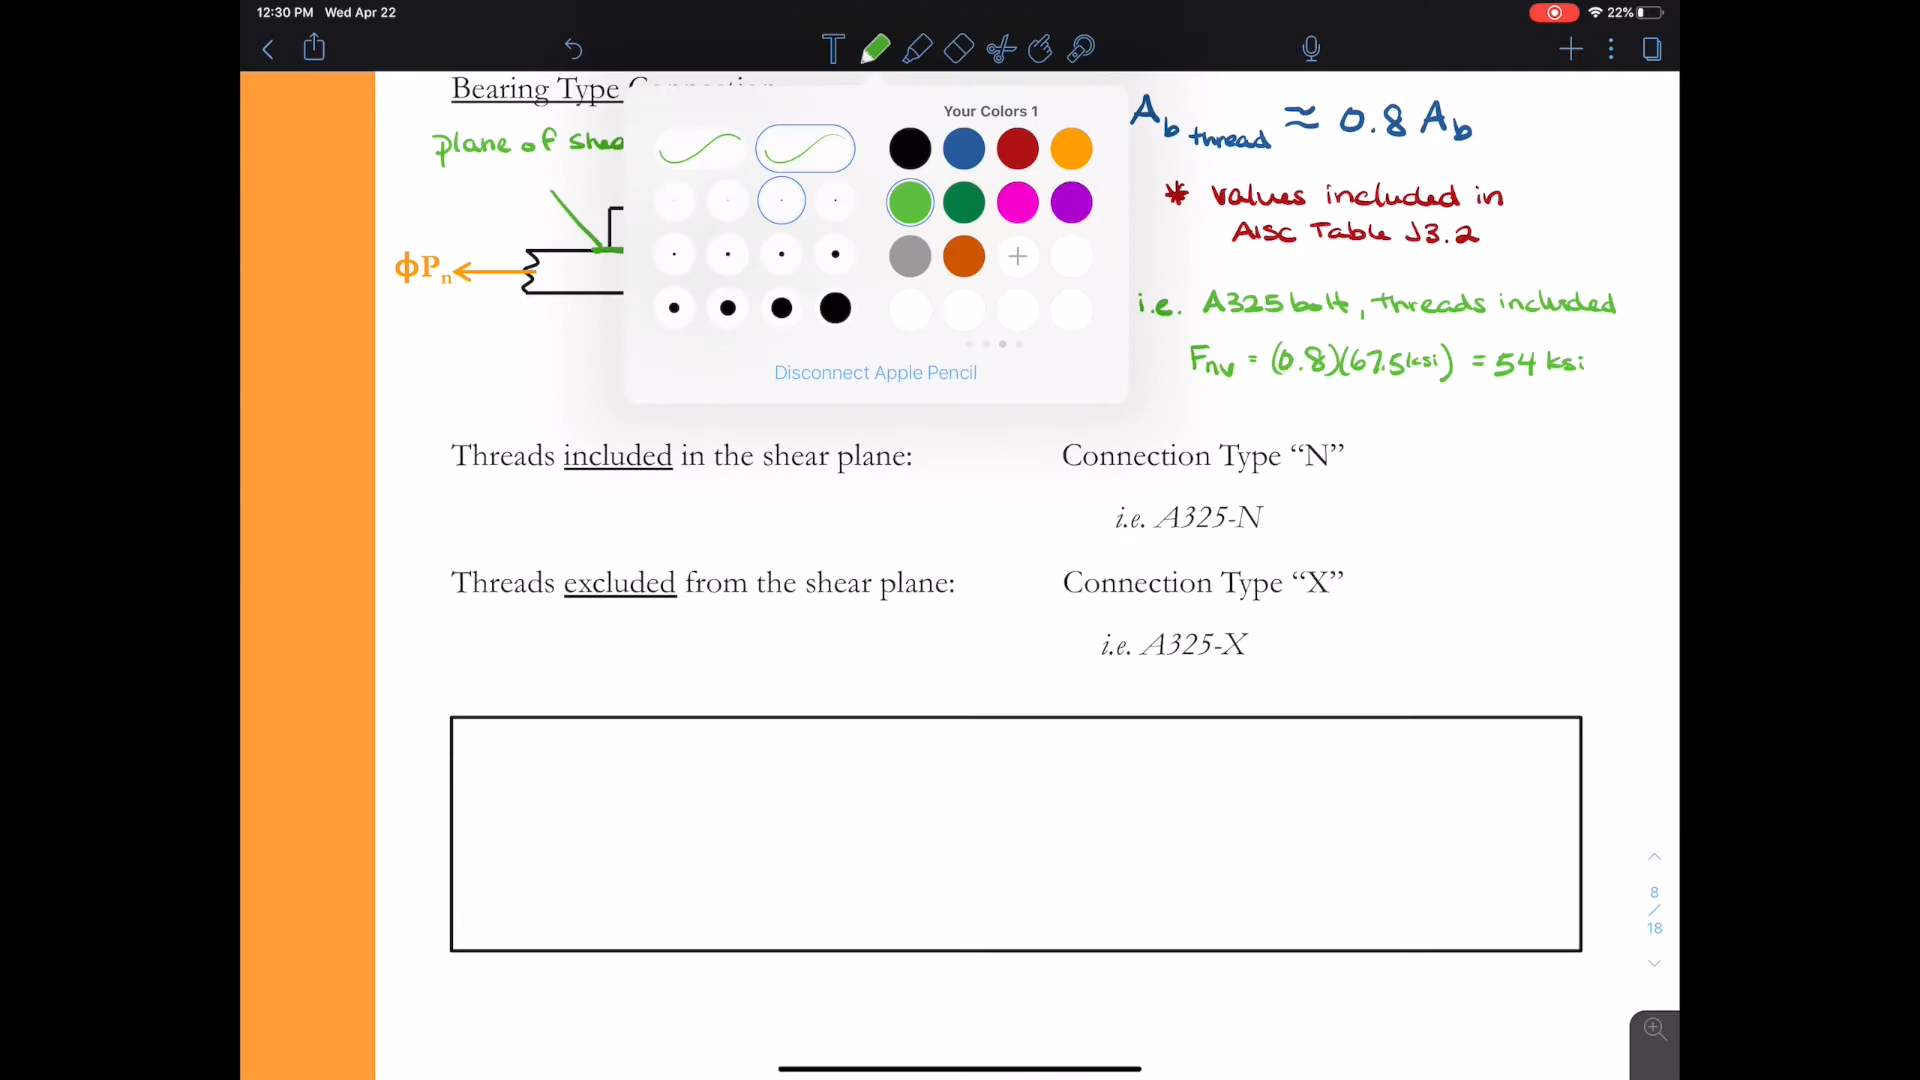 12:30 PM Wed Apr 22
22%
Bearing Type
plane of shea
ΦPn
Your Colors 1
Disconnect Apple Pencil
Ab thread ≈ 0.8 Ab
* values included in
AISC Table J3.2
i.e. A325 bolt, threads included
Fnv = (0.8)(67.5ksi) = 54 ksi
Threads included in the shear plane: Connection Type “N”
i.e. A325-N
Threads excluded from the shear plane: Connection Type “X”
i.e. A325-X
8
/
18